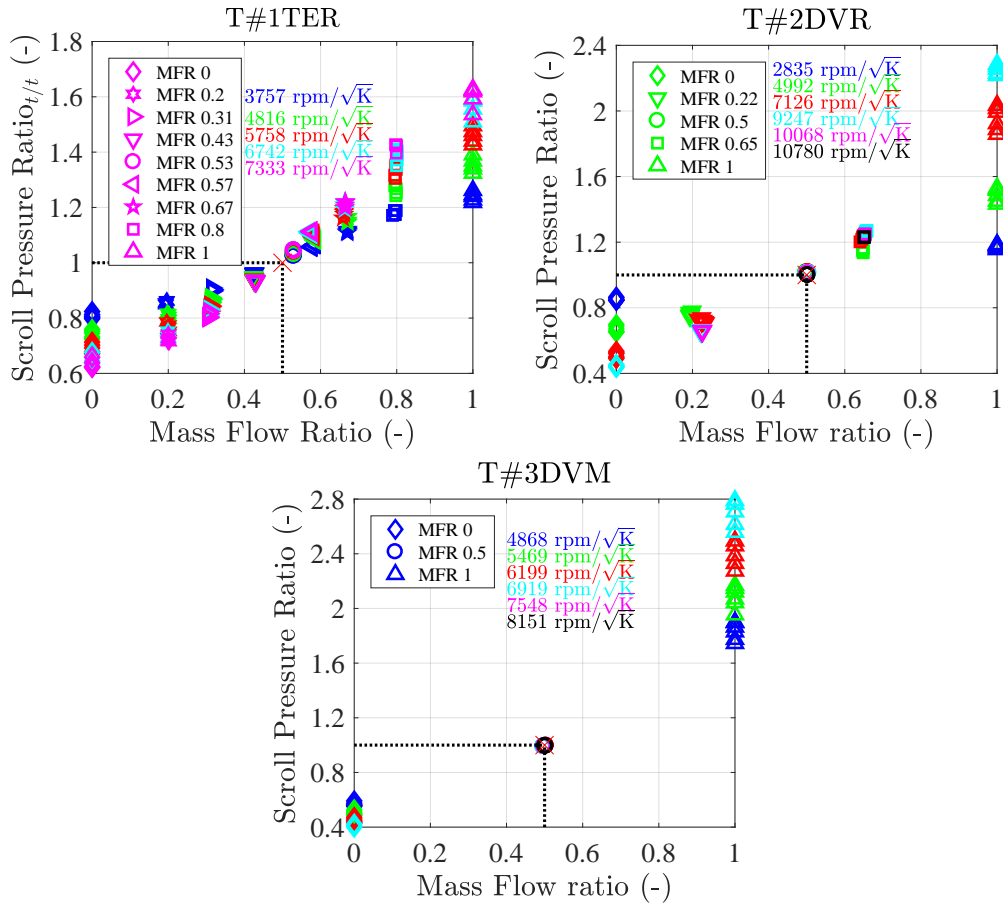 T#1TER
Scroll Pressure Ratio_{t/t} (-)
1.8
1.6
1.4
1.2
1
0.8
0.6
MFR 0
MFR 0.2
MFR 0.31
MFR 0.43
MFR 0.53
MFR 0.57
MFR 0.67
MFR 0.8
MFR 1
3757 rpm/√K
4816 rpm/√K
5758 rpm/√K
6742 rpm/√K
7333 rpm/√K
0 0.2 0.4 0.6 0.8 1
Mass Flow Ratio (-)
T#2DVR
Scroll Pressure Ratio (-)
2.4
2
1.6
1.2
0.8
0.4
MFR 0
MFR 0.22
MFR 0.5
MFR 0.65
MFR 1
2835 rpm/√K
4992 rpm/√K
7126 rpm/√K
9247 rpm/√K
10068 rpm/√K
10780 rpm/√K
0 0.2 0.4 0.6 0.8 1
Mass Flow ratio (-)
T#3DVM
Scroll Pressure Ratio (-)
2.8
2.4
2
1.6
1.2
0.8
0.4
MFR 0
MFR 0.5
MFR 1
4868 rpm/√K
5469 rpm/√K
6199 rpm/√K
6919 rpm/√K
7548 rpm/√K
8151 rpm/√K
0 0.2 0.4 0.6 0.8 1
Mass Flow ratio (-)